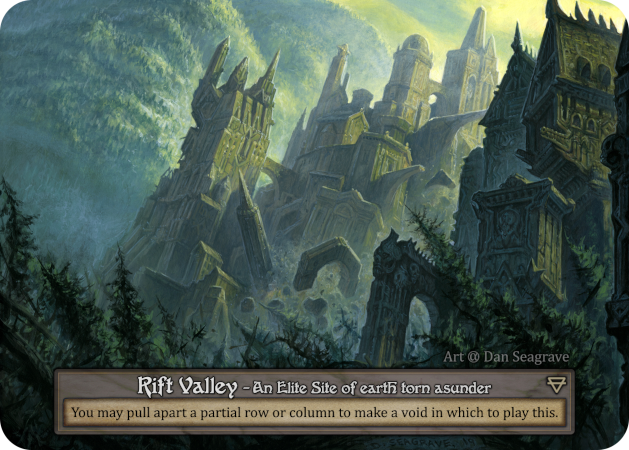 Art @ Dan Seagrave
Rift Valley - An Elite Site of earth torn asunder
You may pull apart a partial row or column to make a void in which to play this.
D. SEAGRAVE